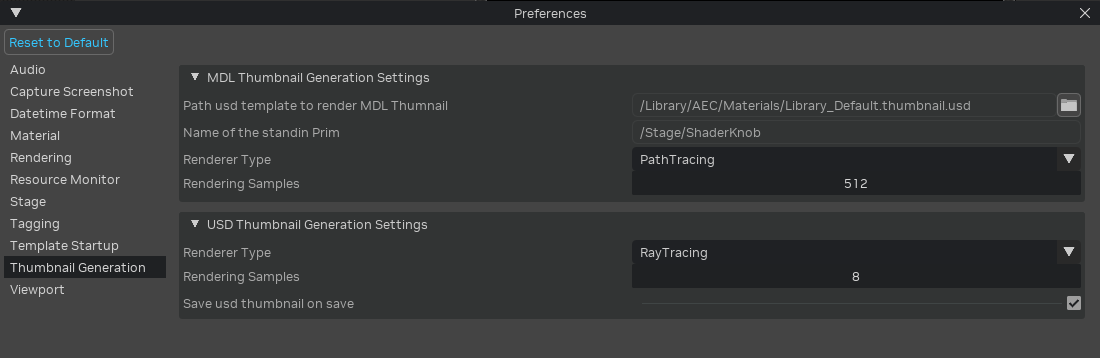 Preferences
Reset to Default
Audio
Capture Screenshot
Datetime Format
Material
Rendering
Resource Monitor
Stage
Tagging
Template Startup
Thumbnail Generation
Viewport
MDL Thumbnail Generation Settings
Path usd template to render MDL Thumnail /Library/AEC/Materials/Library_Default.thumbnail.usd
Name of the standin Prim /Stage/ShaderKnob
Renderer Type PathTracing
Rendering Samples 512
USD Thumbnail Generation Settings
Renderer Type RayTracing
Rendering Samples 8
Save usd thumbnail on save